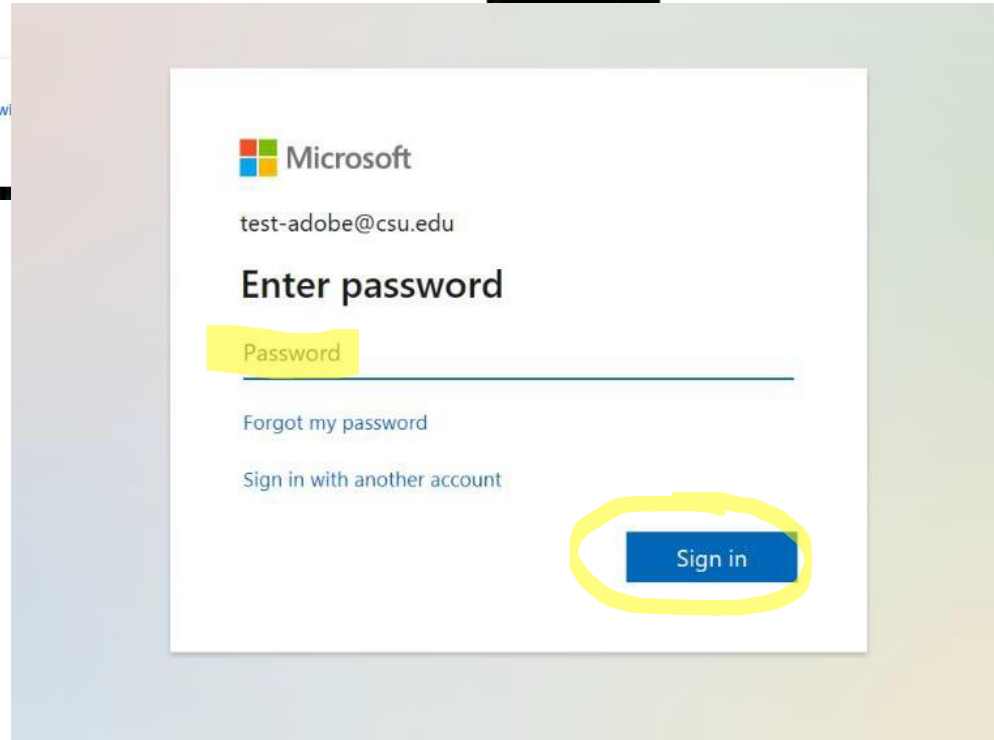 Microsoft
test-adobe@csu.edu
Enter password
Password
Forgot my password
Sign in with another account
Sign in